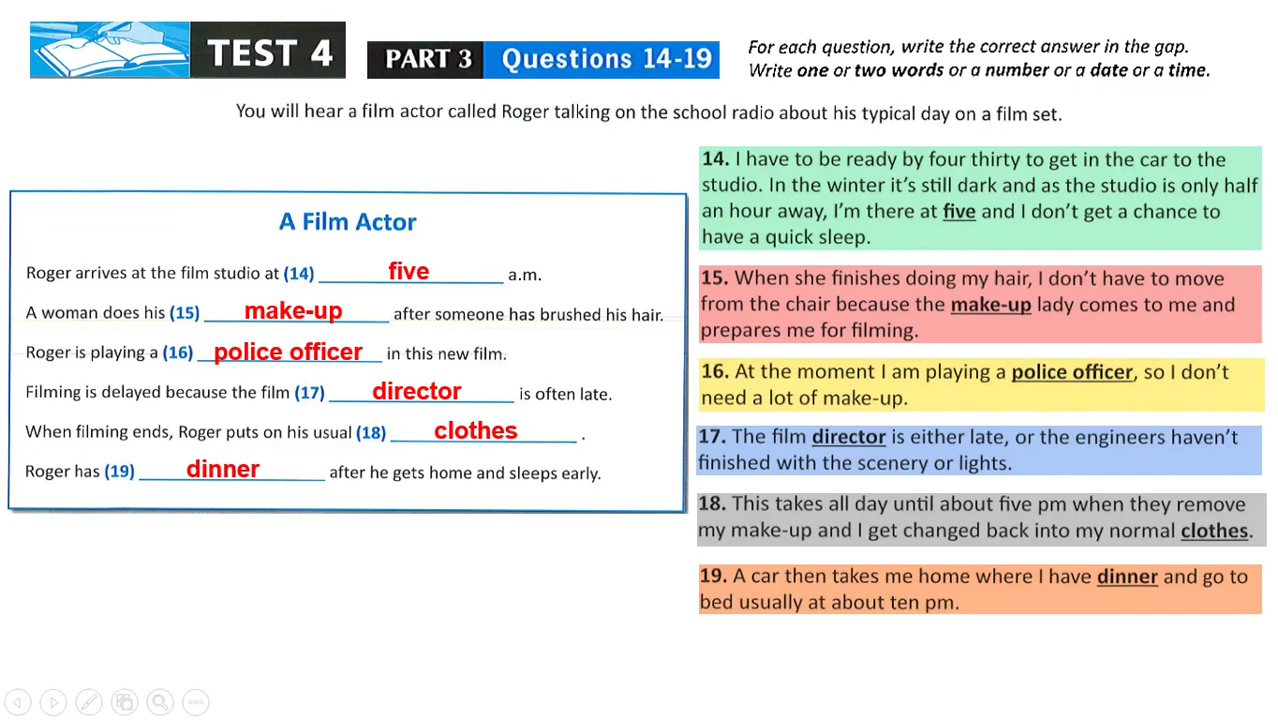 TEST 4
PART 3 Questions 14-19
For each question, write the correct answer in the gap.
Write one or two words or a number or a date or a time.
You will hear a film actor called Roger talking on the school radio about his typical day on a film set.
A Film Actor
Roger arrives at the film studio at (14) five a.m.
A woman does his (15) make-up after someone has brushed his hair.
Roger is playing a (16) police officer in this new film.
Filming is delayed because the film (17) director is often late.
When filming ends, Roger puts on his usual (18) clothes .
Roger has (19) dinner after he gets home and sleeps early.
14. I have to be ready by four thirty to get in the car to the
studio. In the winter it's still dark and as the studio is only half
an hour away, I'm there at five and I don't get a chance to
have a quick sleep.
15. When she finishes doing my hair, I don't have to move
from the chair because the make-up lady comes to me and
prepares me for filming.
16. At the moment I am playing a police officer, so I don't
need a lot of make-up.
17. The film director is either late, or the engineers haven't
finished with the scenery or lights.
18. This takes all day until about five pm when they remove
my make-up and I get changed back into my normal clothes.
19. A car then takes me home where I have dinner and go to
bed usually at about ten pm.